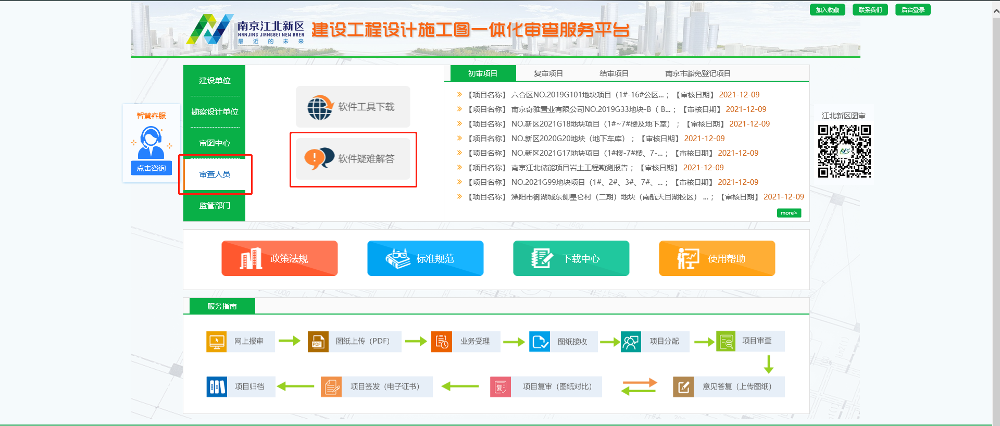 加入收藏
联系我们
后台登录
南京江北新区
NANJING JIANGBEI NEW AREA
最近的未来
建设工程设计施工图一体化审查服务平台
智慧客服
点击咨询
建设单位
勘察设计单位
审图中心
审查人员
监管部门
软件工具下载
软件疑难解答
初审项目
复审项目
结审项目
南京市豁免登记项目
【项目名称】 六合区NO.2019G101地块项目（1#-16#公区... ； 【审核日期】 2021-12-09
【项目名称】 南京奇雅置业有限公司NO.2019G33地块-B（ B... ； 【审核日期】 2021-12-09
【项目名称】 NO.新区2021G18地块项目（1#~7#楼及地下室） ； 【审核日期】 2021-12-09
【项目名称】 NO.新区2020G20地块（地下车库） ； 【审核日期】 2021-12-09
【项目名称】 NO.新区2021G17地块项目（1#楼-7#楼、7-... ； 【审核日期】 2021-12-09
【项目名称】 南京江北储能项目岩土工程勘测报告 ； 【审核日期】 2021-12-09
【项目名称】 NO.2021G99地块项目（1#、2#、3#、7#、... ； 【审核日期】 2021-12-09
【项目名称】 溧阳市御湖城东侧皇仑村（二期）地块（南航天目湖校区） ... ； 【审核日期】 2021-12-09
more>
江北新区图审
政策法规
标准规范
下载中心
使用帮助
服务指南
网上报审
PDF
图纸上传（PDF）
业务受理
图纸接收
项目分配
项目审查
项目归档
项目签发（电子证书）
复
项目复审（图纸对比）
意见答复（上传图纸）